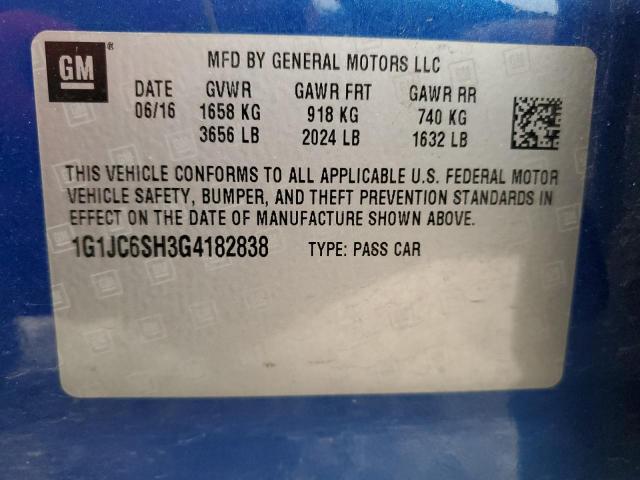 GM ®
MFD BY GENERAL MOTORS LLC
DATE GVWR GAWR FRT GAWR RR
06/16 1658 KG 918 KG 740 KG
3656 LB 2024 LB 1632 LB
THIS VEHICLE CONFORMS TO ALL APPLICABLE U.S. FEDERAL MOTOR
VEHICLE SAFETY, BUMPER, AND THEFT PREVENTION STANDARDS IN
EFFECT ON THE DATE OF MANUFACTURE SHOWN ABOVE.
1G1JC6SH3G4182838 TYPE: PASS CAR